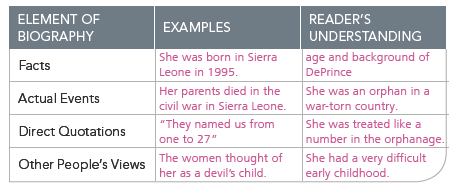 ELEMENT OF
BIOGRAPHY
EXAMPLES
READER'S
UNDERSTANDING
Facts
She was born in Sierra
Leone in 1995.
age and background of
DePrince
Actual Events
Her parents died in the
civil war in Sierra Leone.
She was an orphan in a
war-torn country.
Direct Quotations
“They named us from
one to 27”
She was treated like a
number in the orphanage.
Other People's Views
The women thought of
her as a devil's child.
She had a very difficult
early childhood.